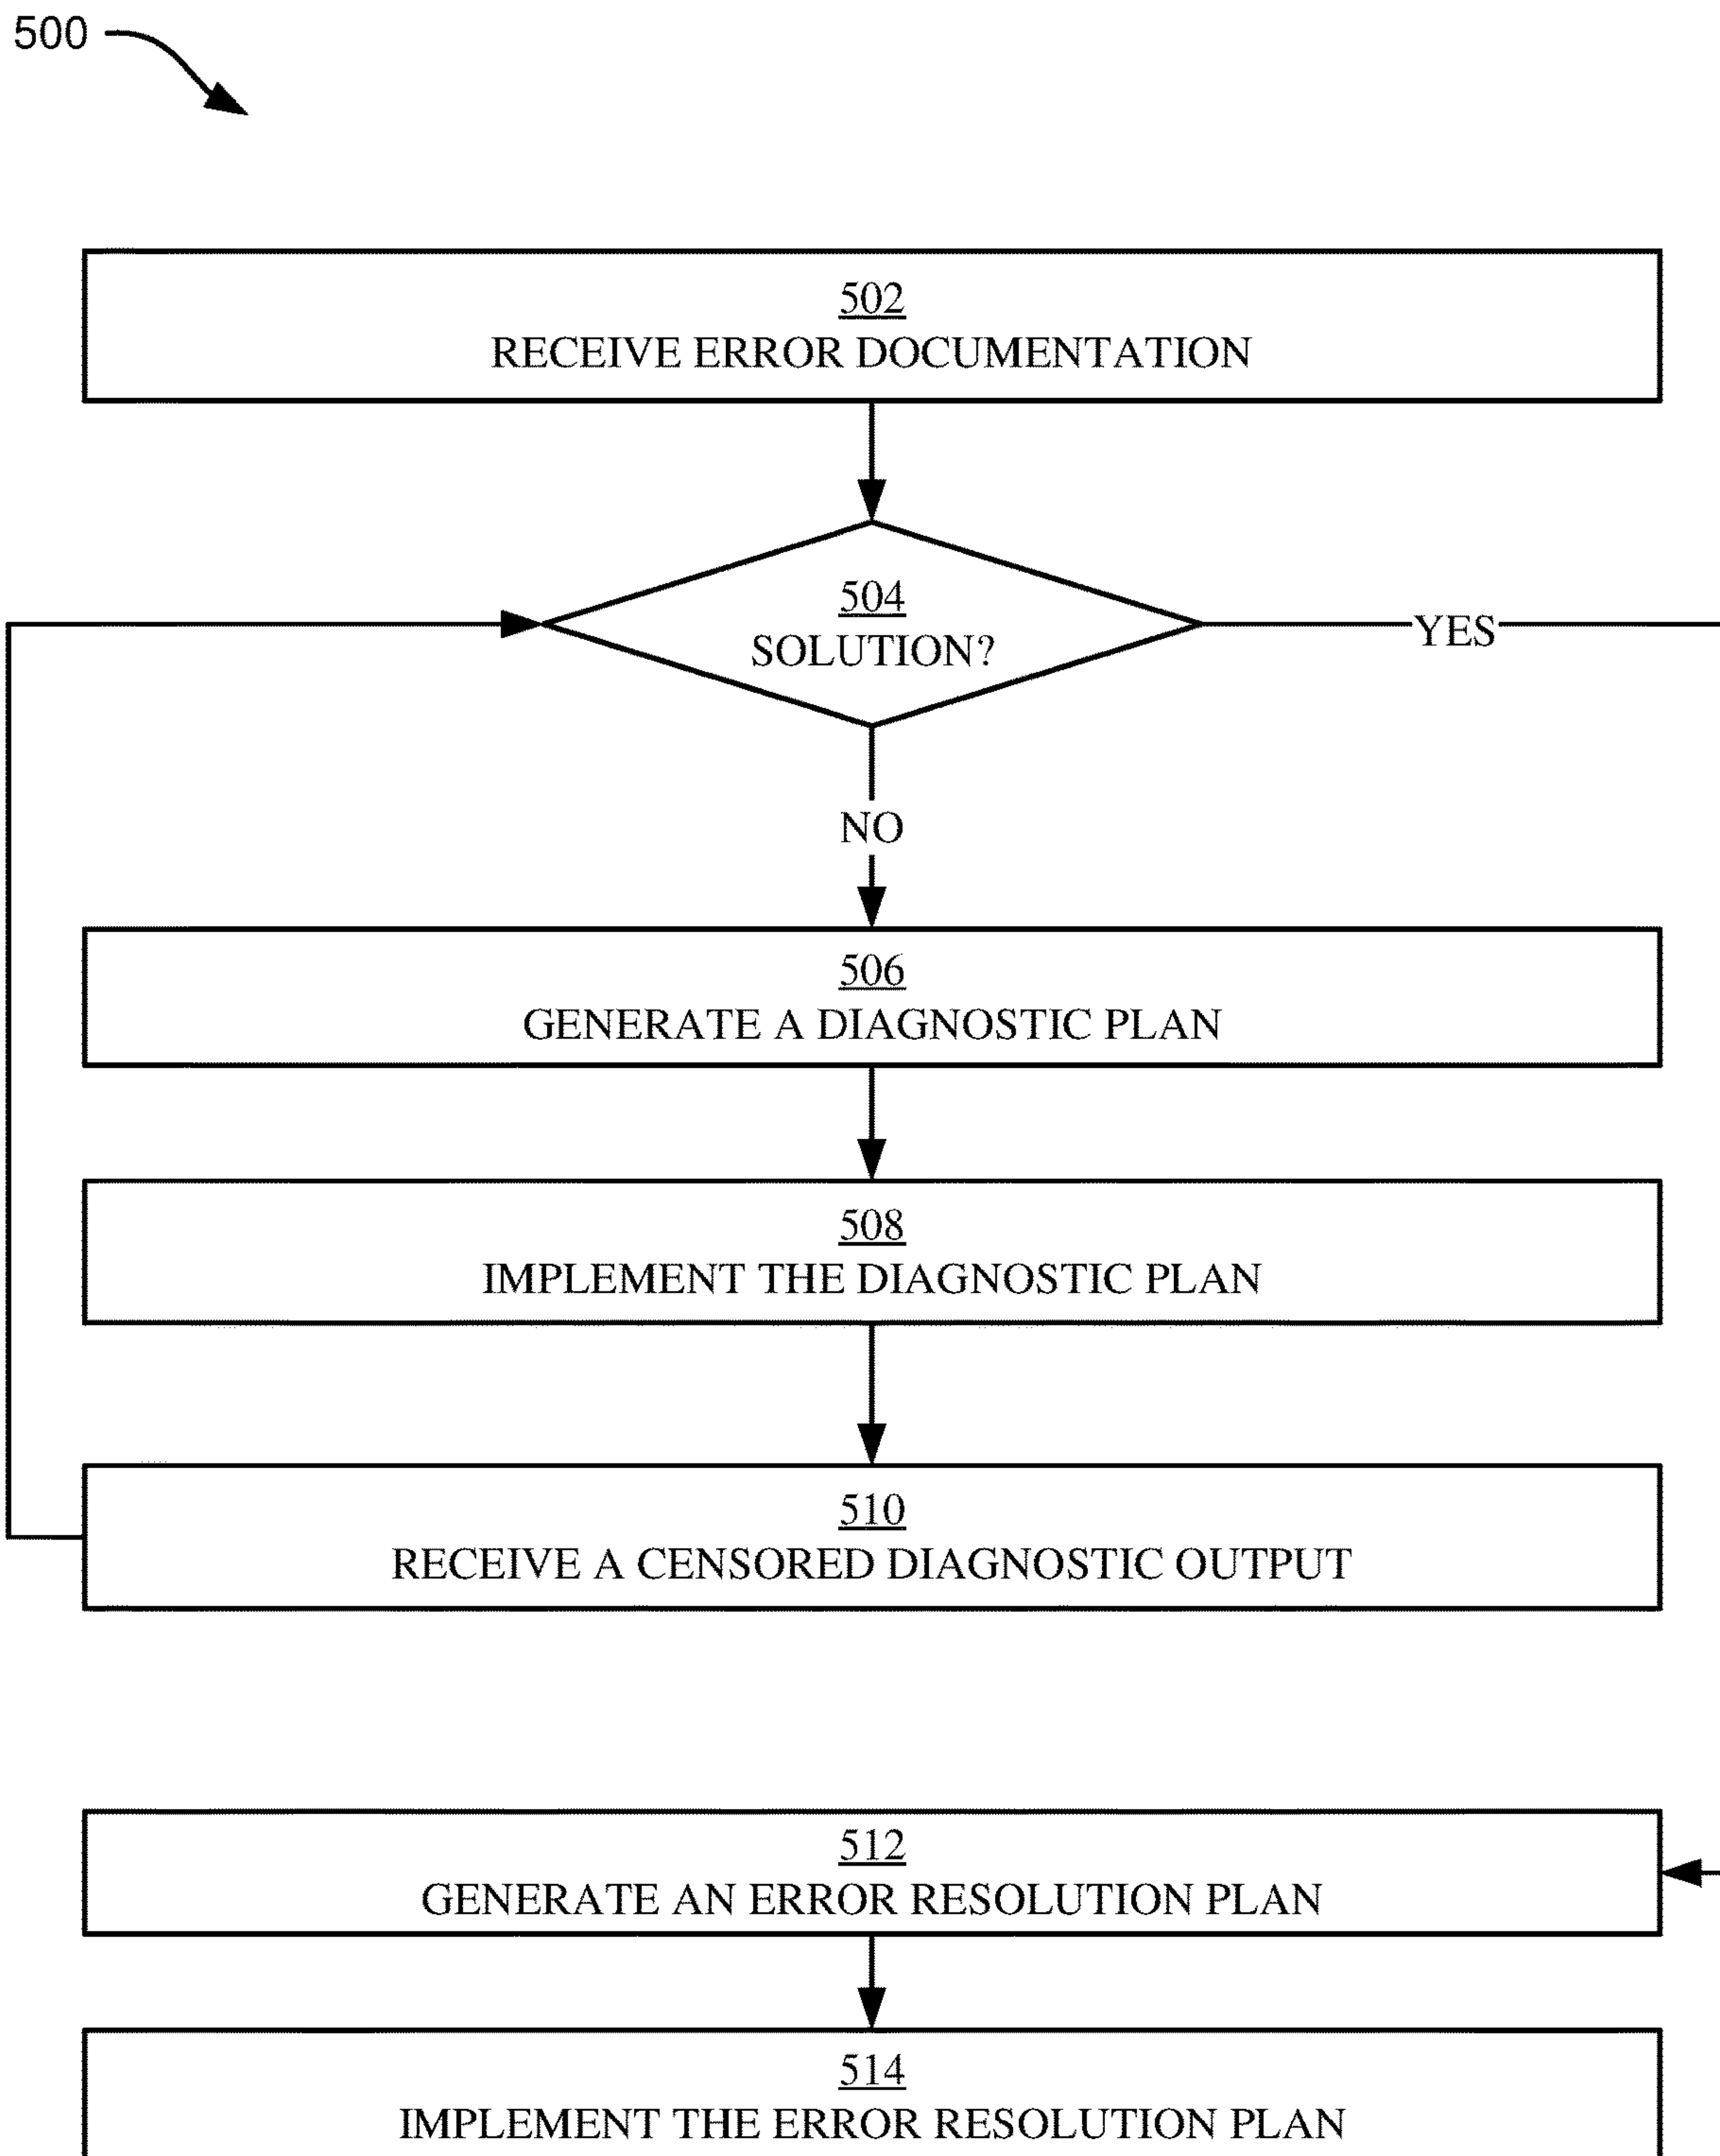 500
502
RECEIVE ERROR DOCUMENTATION
504
SOLUTION?
YES
NO
506
GENERATE A DIAGNOSTIC PLAN
508
IMPLEMENT THE DIAGNOSTIC PLAN
510
RECEIVE A CENSORED DIAGNOSTIC OUTPUT
512
GENERATE AN ERROR RESOLUTION PLAN
514
IMPLEMENT THE ERROR RESOLUTION PLAN